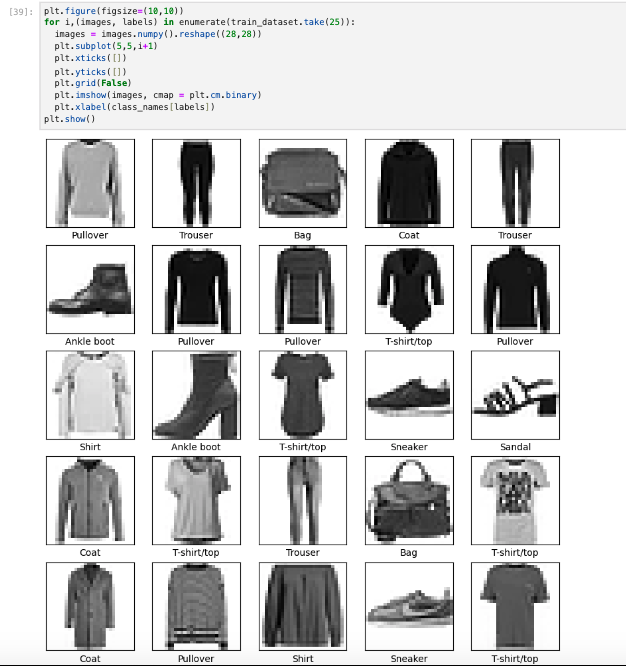 [39]: plt.figure(figsize=(10,10))
for i,(images, labels) in enumerate(train_dataset.take(25)):
  images = images.numpy().reshape((28,28))
  plt.subplot(5,5,i+1)
  plt.xticks([])
  plt.yticks([])
  plt.grid(False)
  plt.imshow(images, cmap = plt.cm.binary)
  plt.xlabel(class_names[labels])
plt.show()
Pullover Trouser Bag Coat Trouser
Ankle boot Pullover Pullover T-shirt/top Pullover
Shirt Ankle boot T-shirt/top Sneaker Sandal
Coat T-shirt/top Trouser Bag T-shirt/top
Coat Pullover Shirt Sneaker T-shirt/top